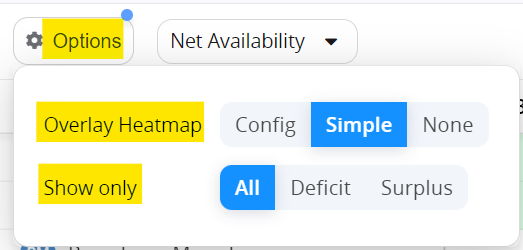 Options
Net Availability
Overlay Heatmap Config Simple None
Show only All Deficit Surplus